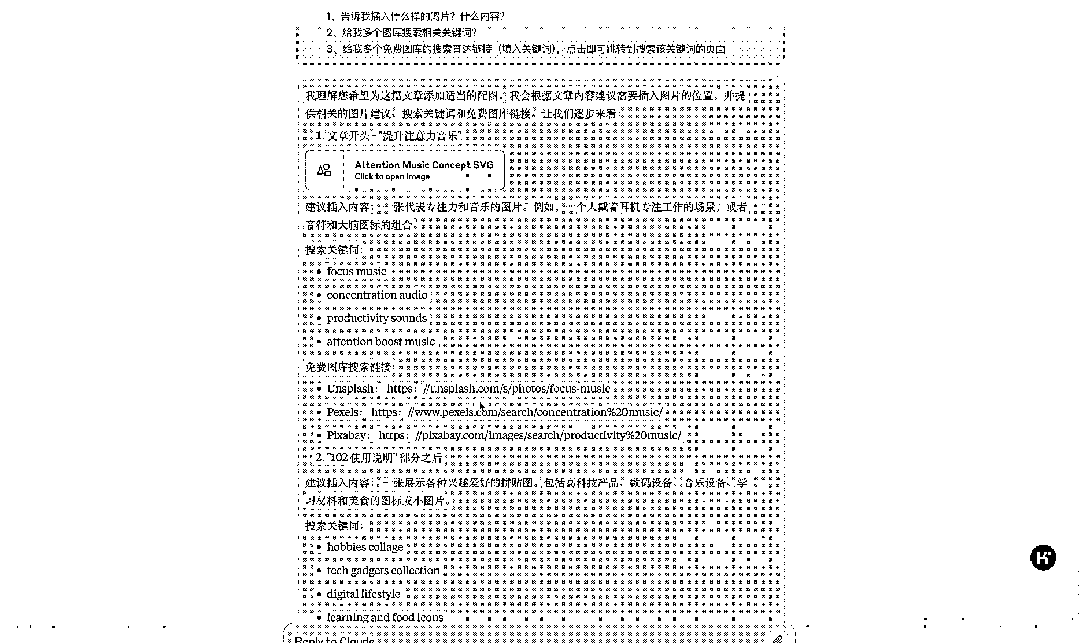 1、告诉我插入什么样的图片？什么内容？
2、给我多个图库搜索相关关键词？
3、给我多个免费图库的搜索直达链接（填入关键词），点击即可跳转到搜索该关键词的页面
我理解您希望为这篇文章添加适当的配图。我会根据文章内容建议需要插入图片的位置，并提
供相关的图片建议、搜索关键词和免费图库链接。让我们逐步来看：
1. 文章开头 - "提升注意力音乐"
Attention Music Concept SVG
Click to open image
建议插入内容：一张代表专注力和音乐的图片。例如，一个人戴着耳机专注工作的场景，或者
音符和大脑图标的组合。
搜索关键词：
• focus music
• concentration audio
• productivity sounds
• attention boost music
免费图库搜索链接：
• Unsplash： https：//unsplash.com/s/photos/focus-music
• Pexels： https：//www.pexels.com/search/concentration%20music/
• Pixabay： https：//pixabay.com/images/search/productivity%20music/
2. "102 使用说明" 部分之后
建议插入内容：一张展示各种兴趣爱好的拼贴图。包括高科技产品、数码设备、音乐设备、学
习材料和美食的图标或小图片。
搜索关键词：
• hobbies collage
• tech gadgets collection
• digital lifestyle
• learning and food icons
Reply to Claude